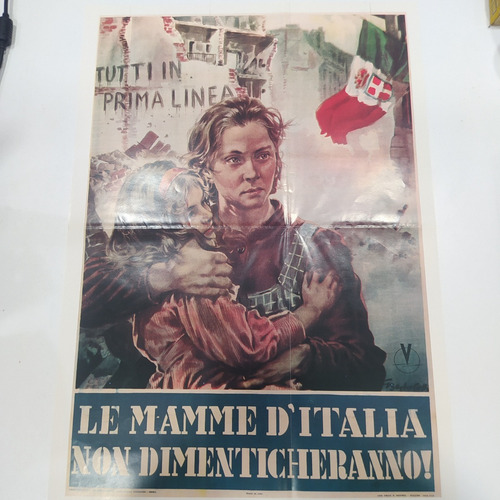 TUTTI IN
PRIMA LINEA
V
LE MAMME D'ITALIA
NON DIMENTICHERANNO!